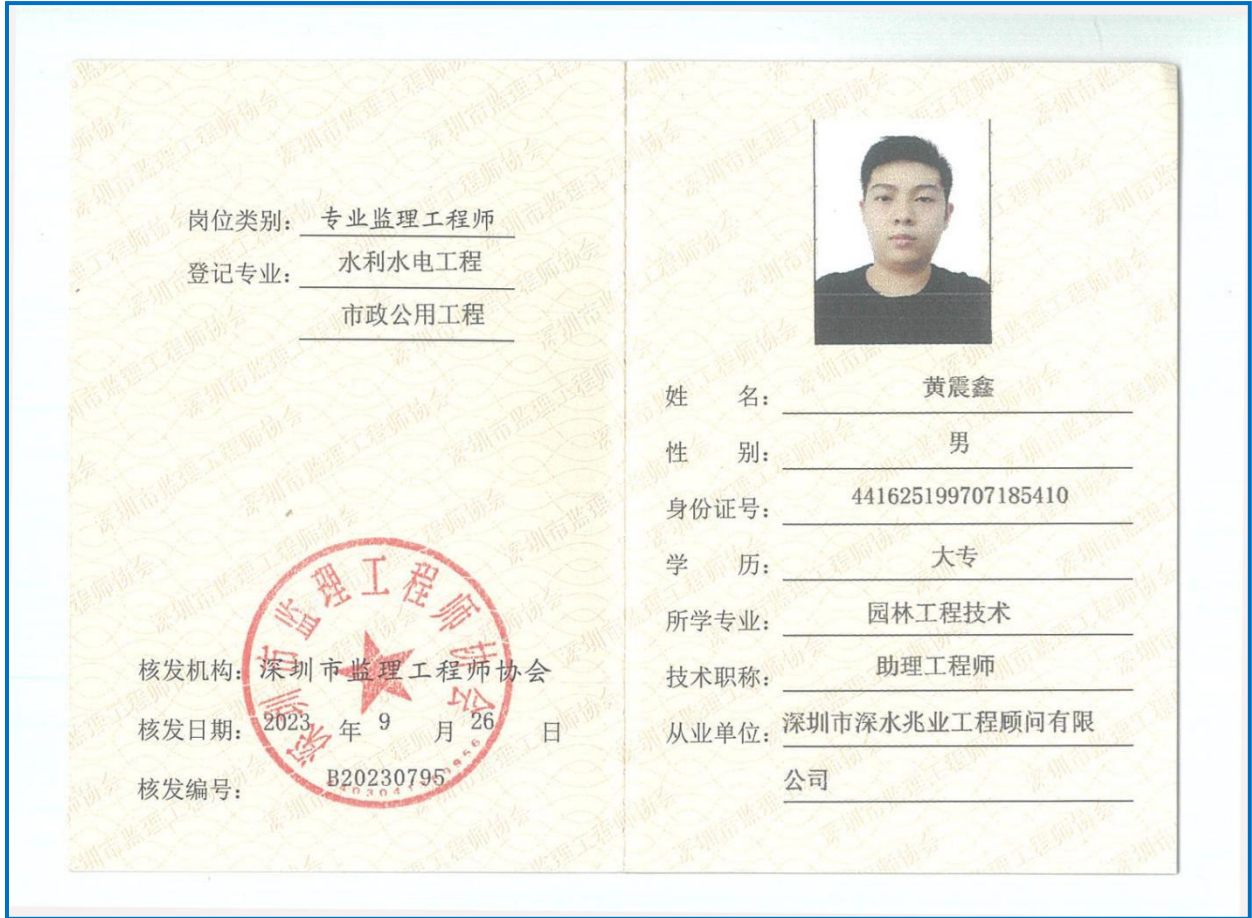 岗位类别：专业监理工程师
登记专业：水利水电工程
市政公用工程
深圳市监理工程师协会
核发机构：深圳市监理工程师协会
核发日期：2023 年 9 月 26 日
核发编号：B20230795
姓 名：黄震鑫
性 别：男
身份证号：441625199707185410
学 历：大专
所学专业：园林工程技术
技术职称：助理工程师
从业单位：深圳市深水兆业工程顾问有限
公司